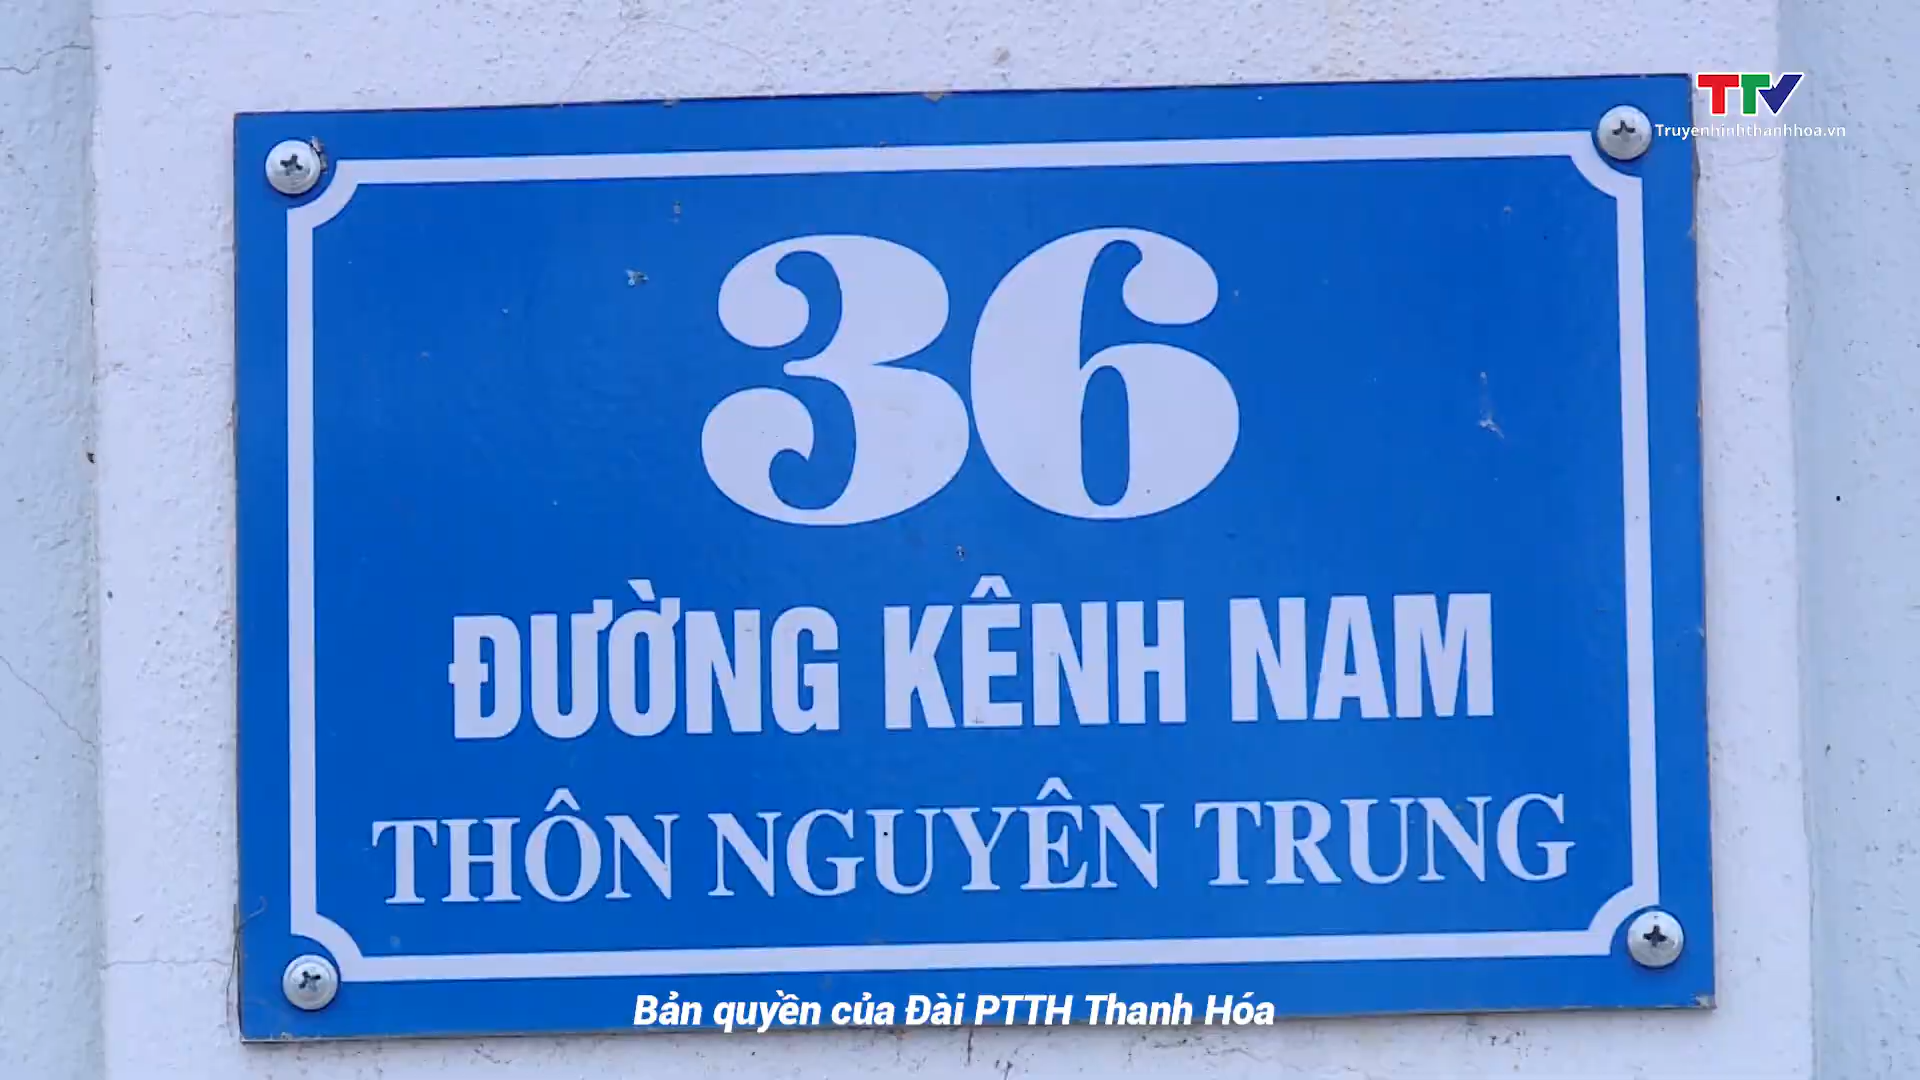 TTV
Truyenhinhthanhhoa.vn
36
ĐƯỜNG KÊNH NAM
THÔN NGUYÊN TRUNG
Bản quyền của Đài PTTH Thanh Hóa